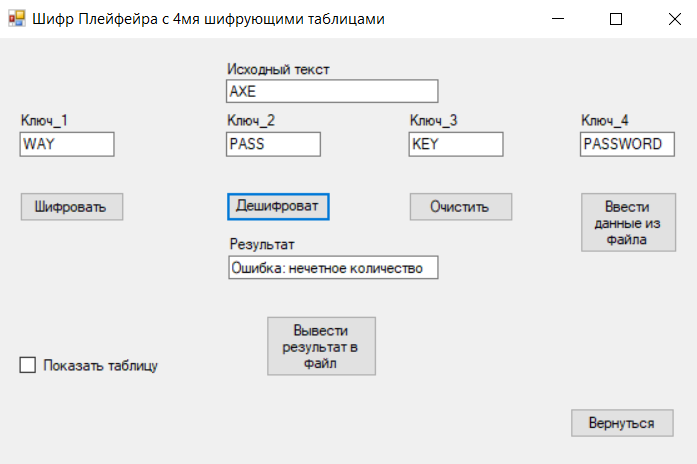 Шифр Плейфейра с 4мя шифрующими таблицами
Исходный текст
AXE
Ключ_1
Ключ_2
Ключ_3
Ключ_4
WAY
PASS
KEY
PASSWORD
Шифровать
Дешифроват
Очистить
Ввести
данные из
файла
Результат
Ошибка: нечетное количество
Вывести
результат в
файл
Показать таблицу
Вернуться